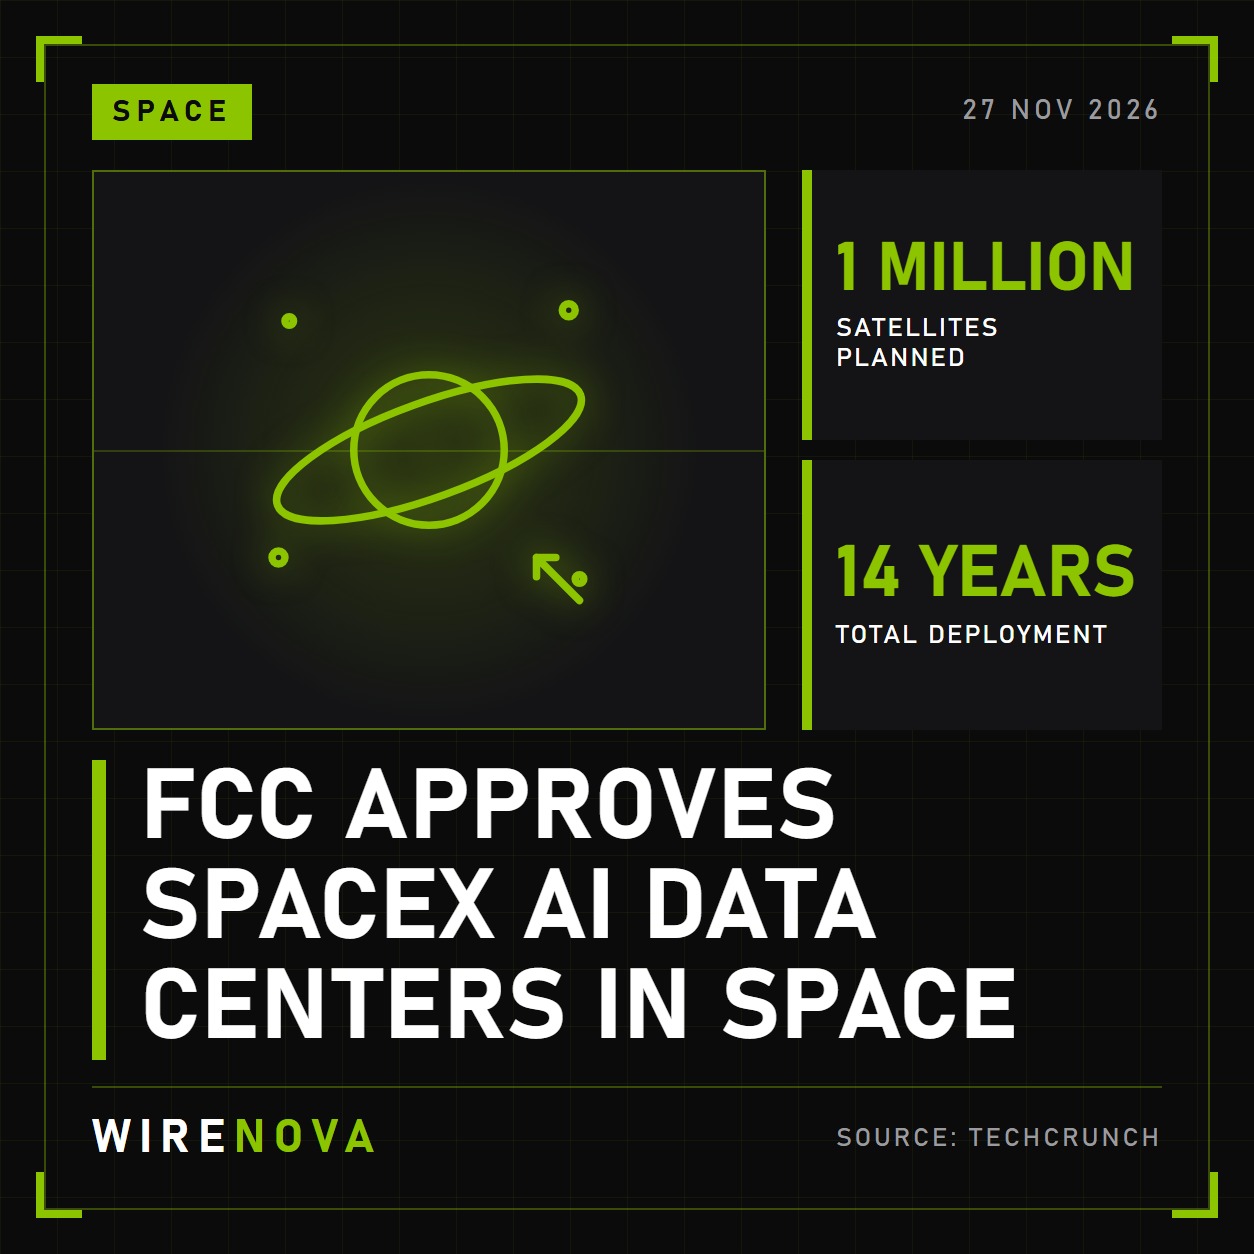 SPACE
27 NOV 2026
1 MILLION
SATELLITES
PLANNED
14 YEARS
TOTAL DEPLOYMENT
FCC APPROVES
SPACEX AI DATA
CENTERS IN SPACE
WIRENOVA
SOURCE: TECHCRUNCH